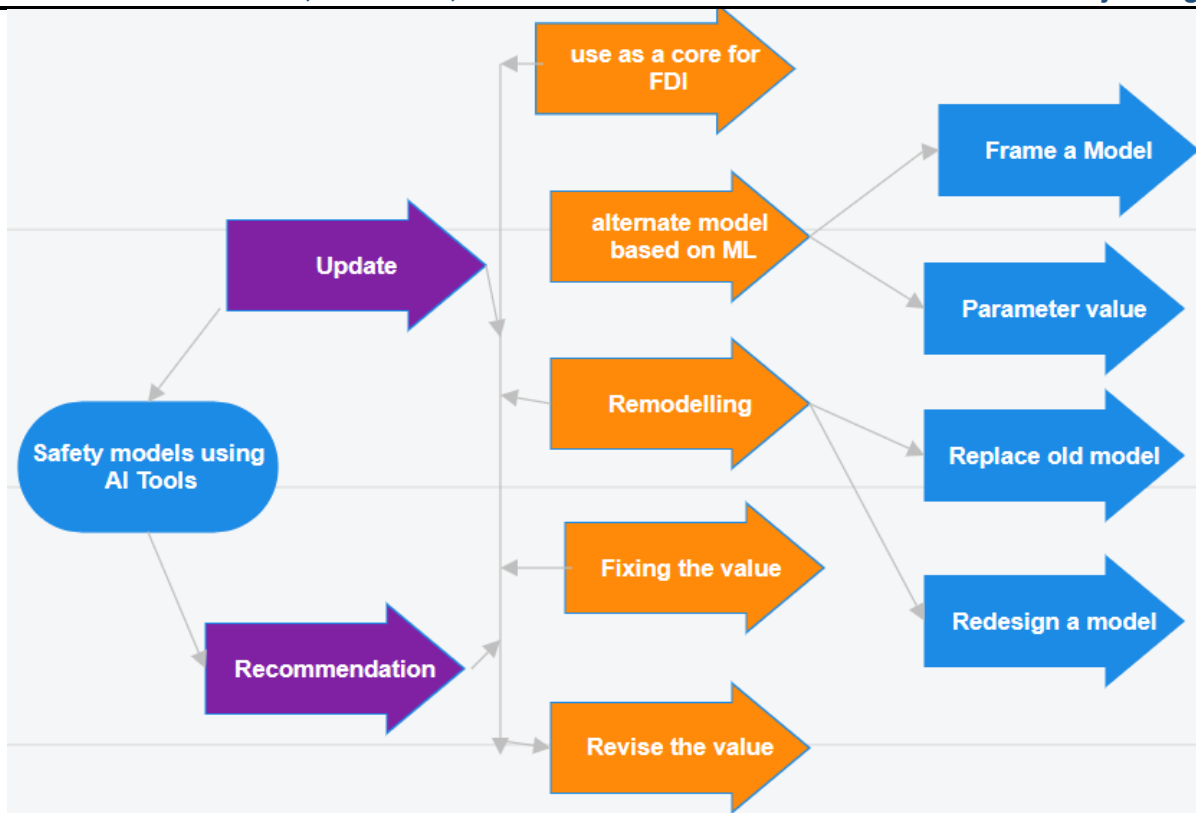 use as a core for
FDI
Frame a Model
alternate model
based on ML
Update
Parameter value
Remodelling
Safety models using
AI Tools
Replace old model
Fixing the value
Redesign a model
Recommendation
Revise the value